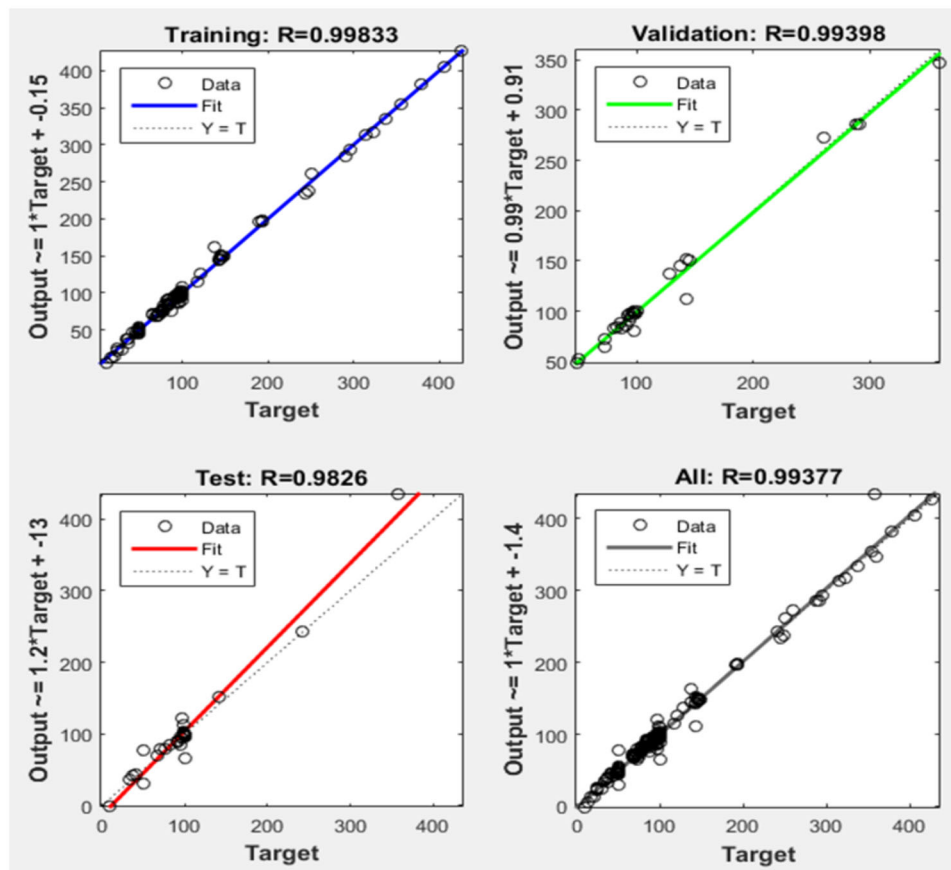 Training: R=0.99833
Output ~= 1*Target + -0.15
400
350
300
250
200
150
100
50
Data
Fit
Y = T
100
200
300
400
Target
Validation: R=0.99398
Output ~= 0.99*Target + 0.91
350
300
250
200
150
100
50
Data
Fit
Y = T
100
200
300
Target
Test: R=0.9826
Output ~= 1.2*Target + -13
400
300
200
100
0
Data
Fit
Y = T
0
100
200
300
400
Target
All: R=0.99377
Output ~= 1*Target + -1.4
400
300
200
100
0
Data
Fit
Y = T
0
100
200
300
400
Target